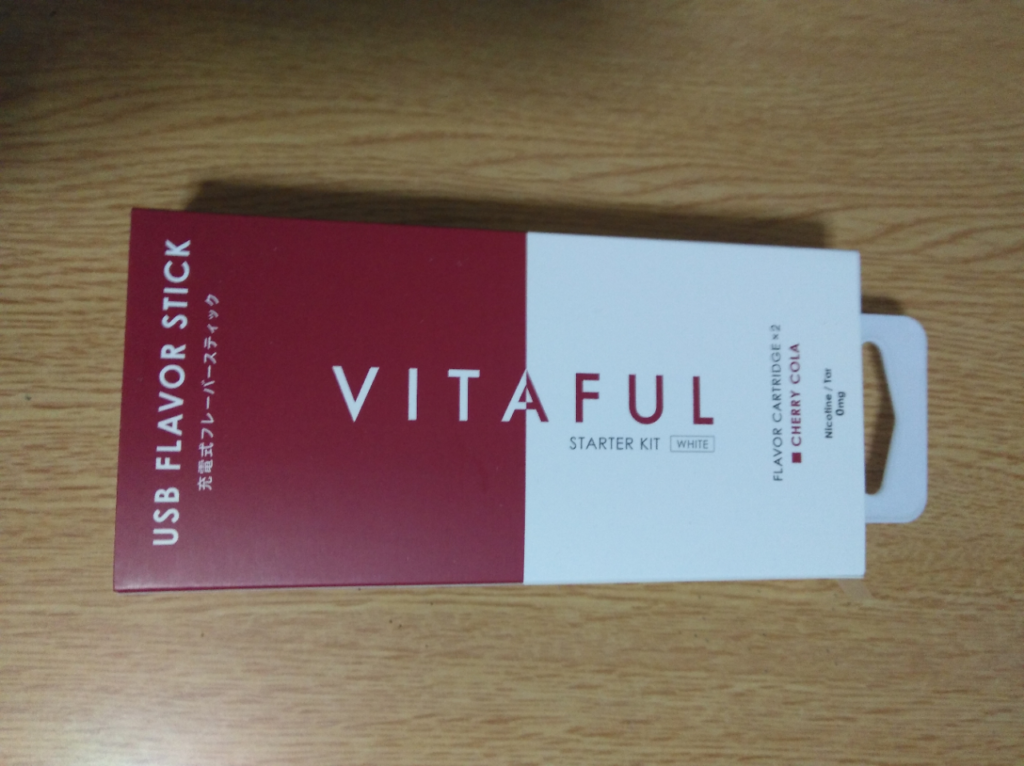 USB FLAVOR STICK
充電式フレーバースティック
VITAFUL
STARTER KIT WHITE
FLAVOR CARTRIDGE×2
CHERRY COLA
Nicotine / Tar
0mg